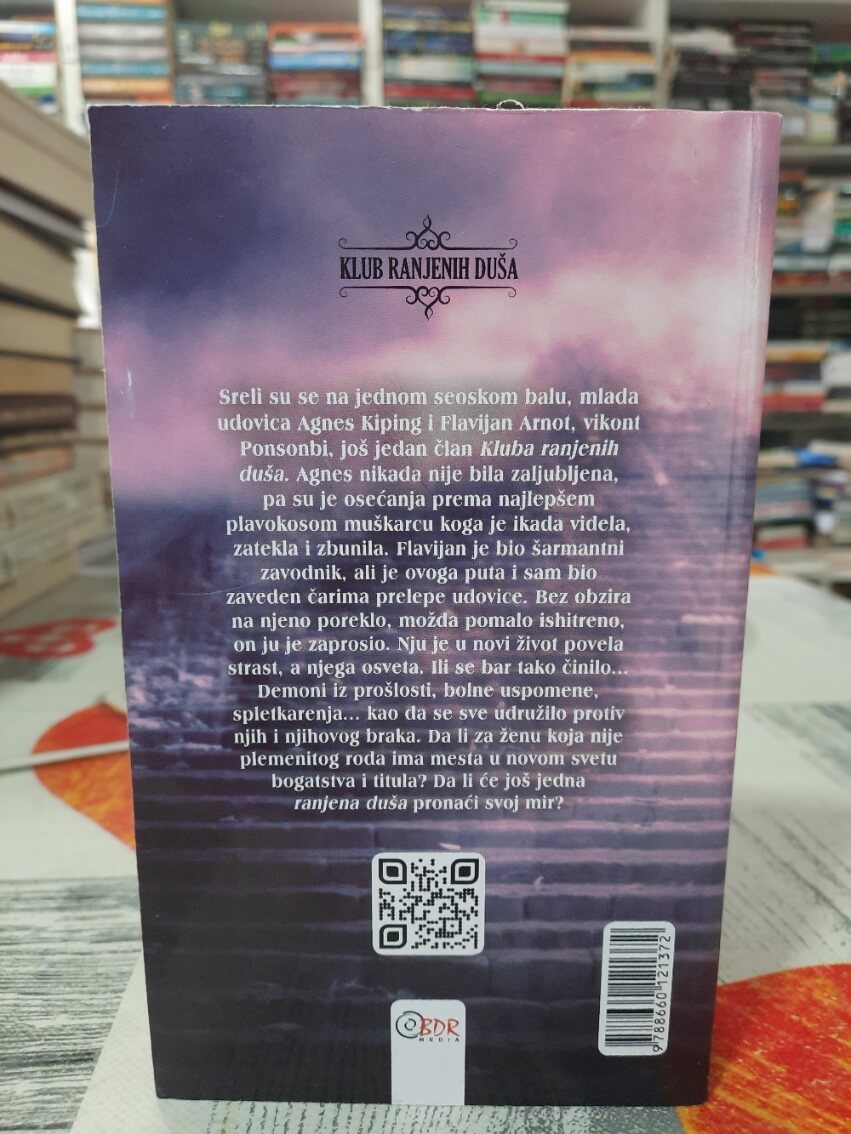 KLUB RANJENIH DUŠA
Sreli su se na jednom seoskom balu, mlada
udovica Agnes Kiping i Flavijan Arnot, vikont
Ponsonbi, još jedan član Kluba ranjenih
duša. Agnes nikada nije bila zaljubljena,
pa su je osećanja prema najlepšem
plavokosom muškarcu koga je ikada videla,
zatekla i zbunila. Flavijan je bio šarmantni
zavodnik, ali je ovoga puta i sam bio
zaveden čarima prelepe udovice. Bez obzira
na njeno poreklo, možda pomalo ishitreno,
on ju je zaprosio. Nju je u novi život povela
strast, a njega osveta. Ili se bar tako činilo...
Demoni iz prošlosti, bolne uspomene,
spletkarenja... kao da se sve udružilo protiv
njih i njihovog braka. Da li za ženu koja nije
plemenitog roda ima mesta u novom svetu
bogatstva i titula? Da li će još jedna
ranjena duša pronaći svoj mir?
9788660121372
BDR
MEDIA